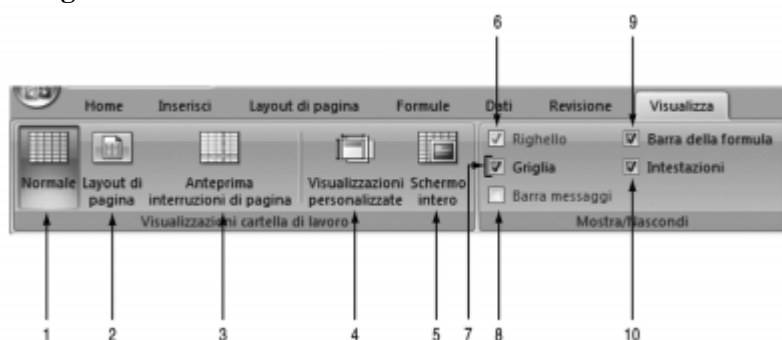 6 9
Home Inserisci Layout di pagina Formule Dati Revisione Visualizza
Righello Barra della formula
Normale Layout di pagina Anteprima interruzioni di pagina Visualizzazioni personalizzate Schermo intero Griglia Intestazioni
Barra messaggi
Visualizzazioni cartella di lavoro Mostra/Nascondi
1 2 3 4 5 7 8 10